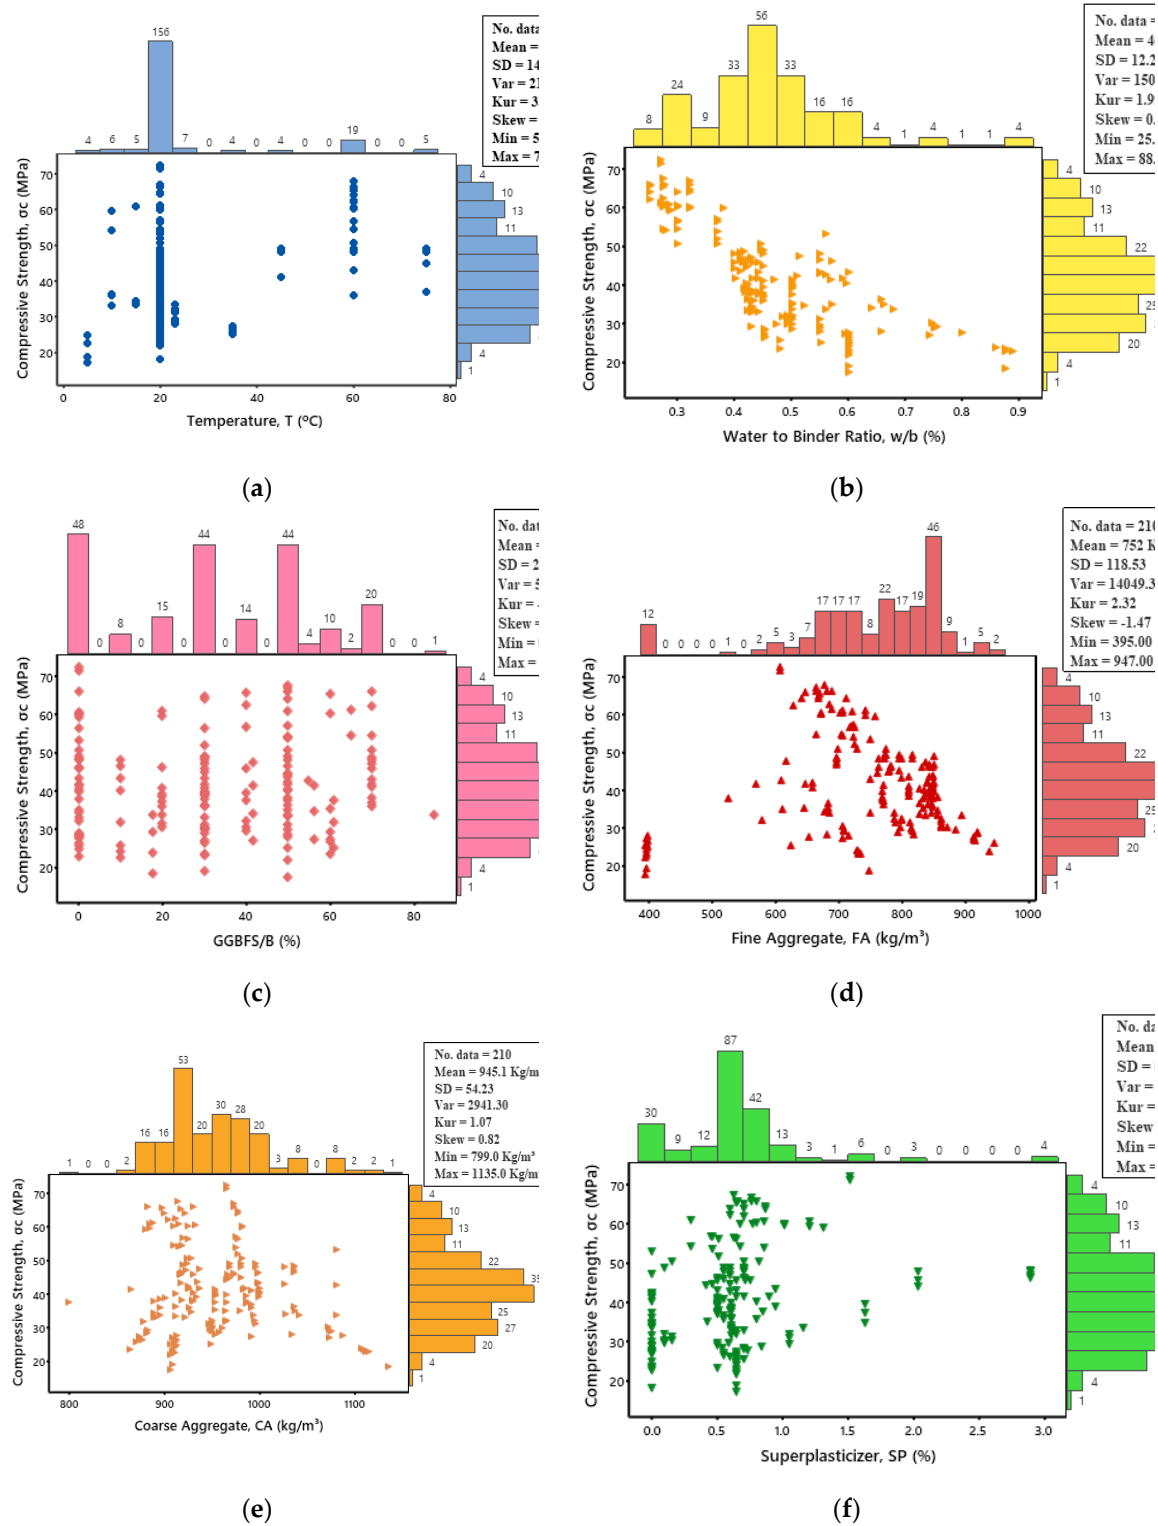 156
4 6 5 7 0 0 4 0 4 0 0 19 0 0 5
No. data
Mean =
SD = 14
Var = 21
Kur = 3
Skew =
Min = 5
Max = 7
Compressive Strength, σc (MPa)
70
60
50
40
30
20
4
10
13
11
4
1
0 20 40 60 80
Temperature, T (ºC)
(a)
56
8 24 9 33 33 16 16 4 1 4 1 1 4
No. data =
Mean = 4
SD = 12.2
Var = 150
Kur = 1.9
Skew = 0.
Min = 25.
Max = 88.
Compressive Strength, σc (MPa)
70
60
50
40
30
20
4
10
13
11
22
25
20
4
1
0.3 0.4 0.5 0.6 0.7 0.8 0.9
Water to Binder Ratio, w/b (%)
(b)
48 0 8 0 15 0 44 0 14 0 44 4 10 2 20 0 0 1
No. dat
Mean =
SD = 2
Var = 5
Kur =
Skew =
Min =
Max =
Compressive Strength, σc (MPa)
70
60
50
40
30
20
4
10
13
11
4
1
0 20 40 60 80
GGBFS/B (%)
(c)
12 0 0 0 0 1 0 2 5 3 7 17 17 17 8 22 17 19 46 9 1 5 2
No. data = 210
Mean = 752 K
SD = 118.53
Var = 14049.3
Kur = 2.32
Skew = -1.47
Min = 395.00
Max = 947.00
Compressive Strength, σc (MPa)
70
60
50
40
30
20
4
10
13
11
22
25
20
4
1
400 500 600 700 800 900 1000
Fine Aggregate, FA (kg/m³)
(d)
1 0 0 2 16 16 53 20 30 28 20 3 8 0 8 2 2 1
No. data = 210
Mean = 945.1 Kg/m
SD = 54.23
Var = 2941.30
Kur = 1.07
Skew = 0.82
Min = 799.0 Kg/m³
Max = 1135.0 Kg/m
Compressive Strength, σc (MPa)
70
60
50
40
30
20
4
10
13
11
22
35
25
27
20
4
1
800 900 1000 1100
Coarse Aggregate, CA (kg/m³)
(e)
30 9 12 87 42 13 3 1 6 0 3 0 0 0 0 4
No. da
Mean
SD =
Var =
Kur =
Skew
Min =
Max =
Compressive Strength, σc (MPa)
70
60
50
40
30
20
4
10
13
11
4
1
0.0 0.5 1.0 1.5 2.0 2.5 3.0
Superplasticizer, SP (%)
(f)